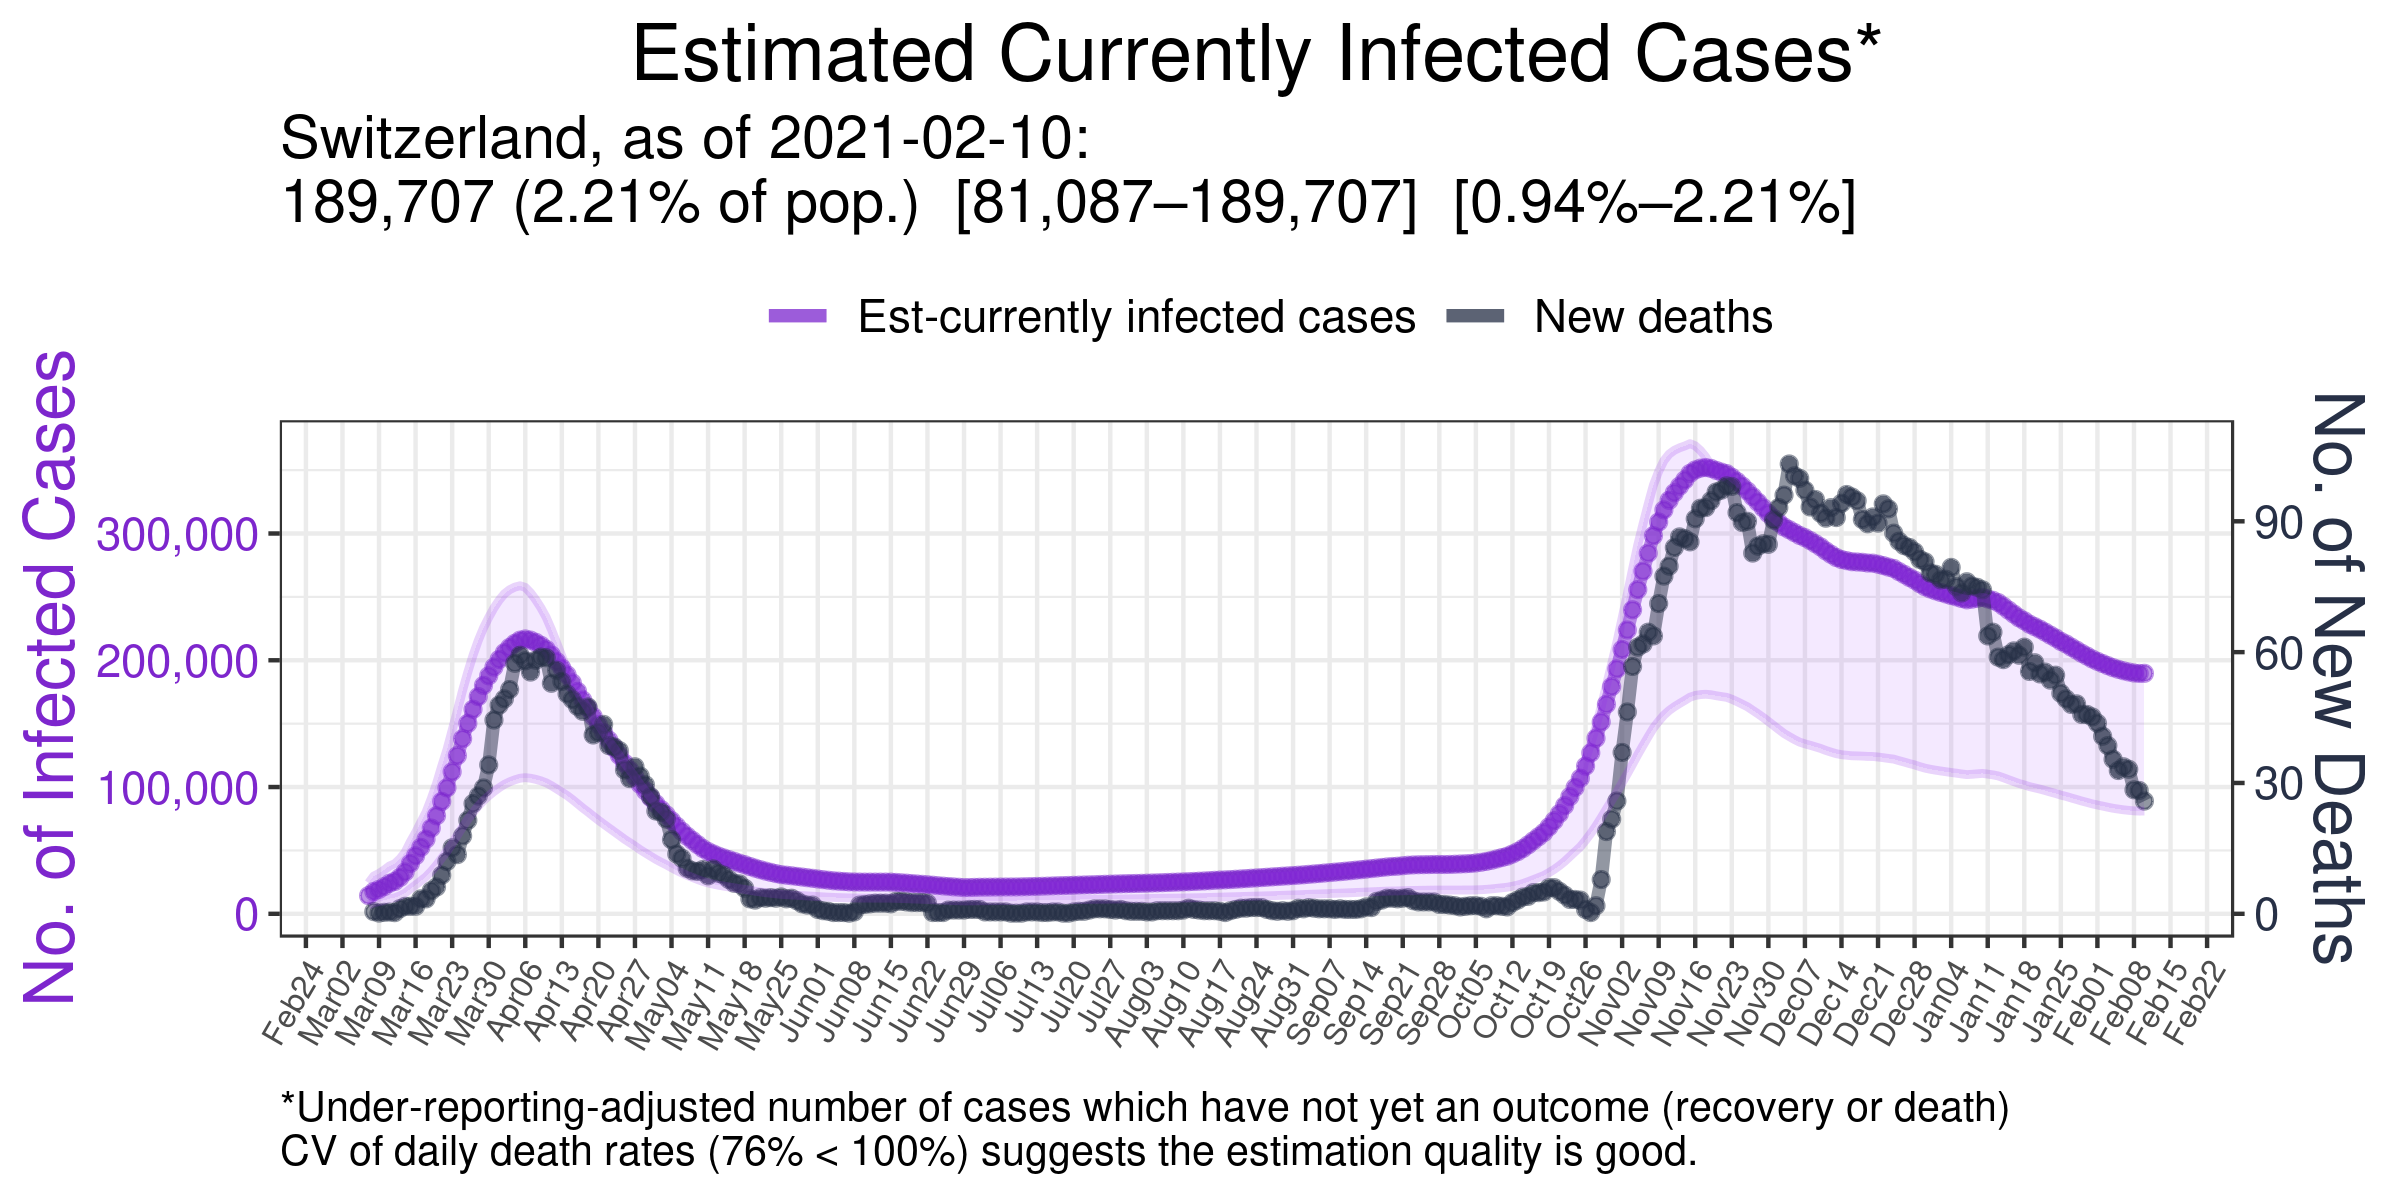 Estimated Currently Infected Cases*
Switzerland, as of 2021-02-10:
189,707 (2.21% of pop.) [81,087–189,707] [0.94%–2.21%]
Est-currently infected cases
New deaths
No. of Infected Cases
300,000
200,000
100,000
0
90
60
30
0
No. of New Deaths
Feb24
Mar02
Mar09
Mar16
Mar23
Mar30
Apr06
Apr13
Apr20
Apr27
May04
May11
May18
May25
Jun01
Jun08
Jun15
Jun22
Jun29
Jul06
Jul13
Jul20
Jul27
Aug03
Aug10
Aug17
Aug24
Aug31
Sep07
Sep14
Sep21
Sep28
Oct05
Oct12
Oct19
Oct26
Nov02
Nov09
Nov16
Nov23
Nov30
Dec07
Dec14
Dec21
Dec28
Jan04
Jan11
Jan18
Jan25
Feb01
Feb08
Feb15
Feb22
*Under-reporting-adjusted number of cases which have not yet an outcome (recovery or death)
CV of daily death rates (76% < 100%) suggests the estimation quality is good.